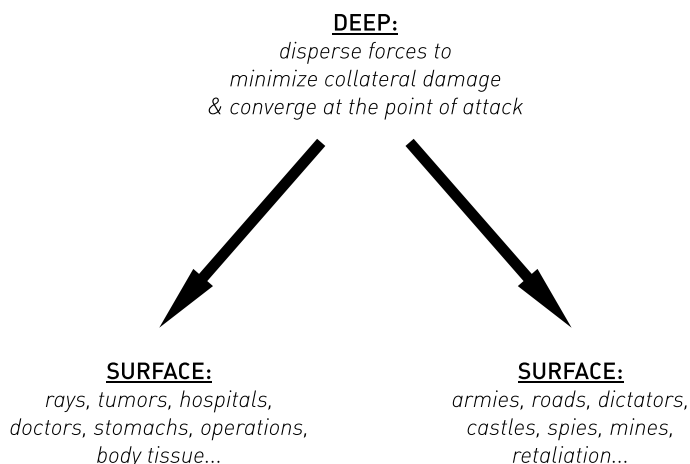 DEEP:
disperse forces to
minimize collateral damage
& converge at the point of attack
SURFACE:
rays, tumors, hospitals,
doctors, stomachs, operations,
body tissue...
SURFACE:
armies, roads, dictators,
castles, spies, mines,
retaliation...